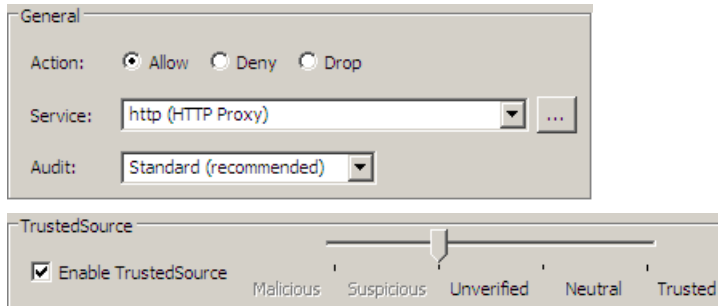 General
Action: Allow Deny Drop
Service: http (HTTP Proxy) ...
Audit: Standard (recommended)
TrustedSource
Enable TrustedSource
Malicious Suspicious Unverified Neutral Trusted